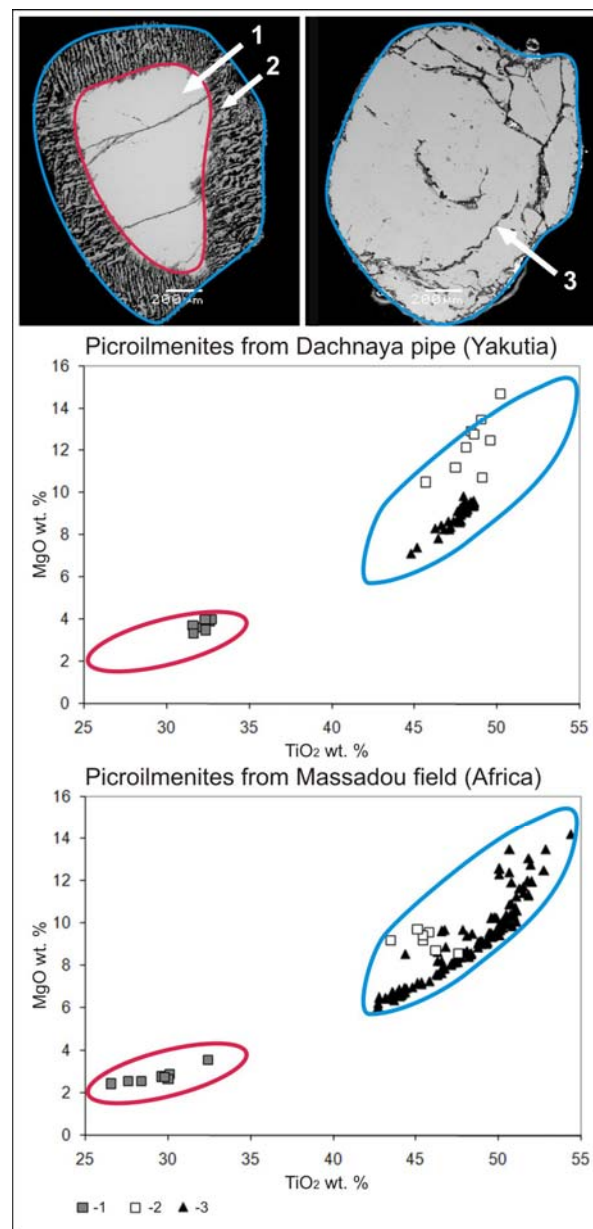 1
2
3
200 µm
200 µm
Picroilmenites from Dachnaya pipe (Yakutia)
16
14
12
10
8
6
4
2
0
MgO wt. %
25 30 35 40 45 50 55
TiO₂ wt. %
Picroilmenites from Massadou field (Africa)
16
14
12
10
8
6
4
2
0
MgO wt. %
25 30 35 40 45 50 55
TiO₂ wt. %
-1 -2 -3